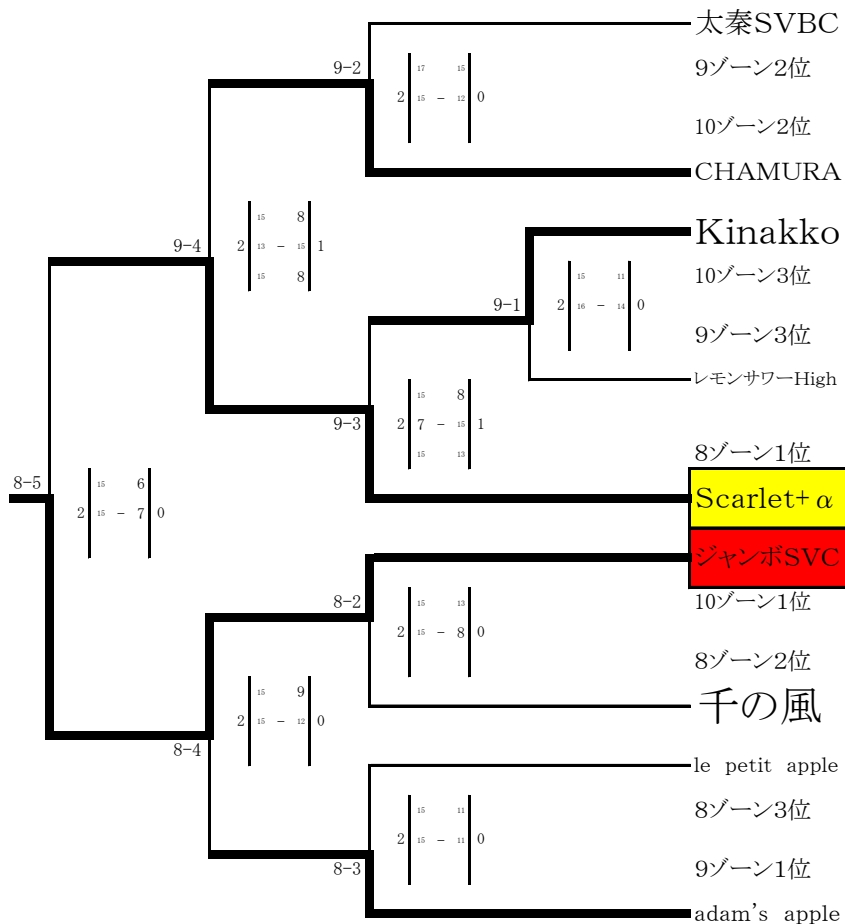 太秦SVBC
9-2
17 15
2 15 － 12 0
9ゾーン2位
10ゾーン2位
CHAMURA
15 8
9-4
2 13 － 15 1
15 8
Kinakko
10ゾーン3位
9-1
15 11
2 16 － 14 0
9ゾーン3位
レモンサワーHigh
15 8
9-3
2 7 － 15 1
15 13
8ゾーン1位
8-5
15 6
2 15 － 7 0
Scarlet+α
ジャンボSVC
8-2
15 13
2 15 － 8 0
10ゾーン1位
8ゾーン2位
千の風
15 9
2 15 － 12 0
8-4
le petit apple
15 11
2 15 － 11 0
8ゾーン3位
8-3
9ゾーン1位
adam's apple